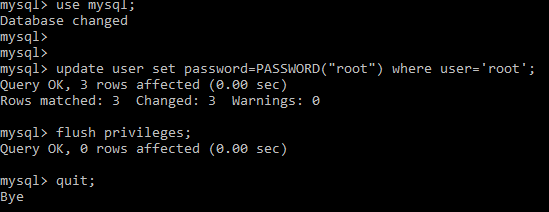 mysql> use mysql;
Database changed
mysql>
mysql>
mysql> update user set password=PASSWORD("root") where user='root';
Query OK, 3 rows affected (0.00 sec)
Rows matched: 3  Changed: 3  Warnings: 0
mysql> flush privileges;
Query OK, 0 rows affected (0.00 sec)
mysql> quit;
Bye